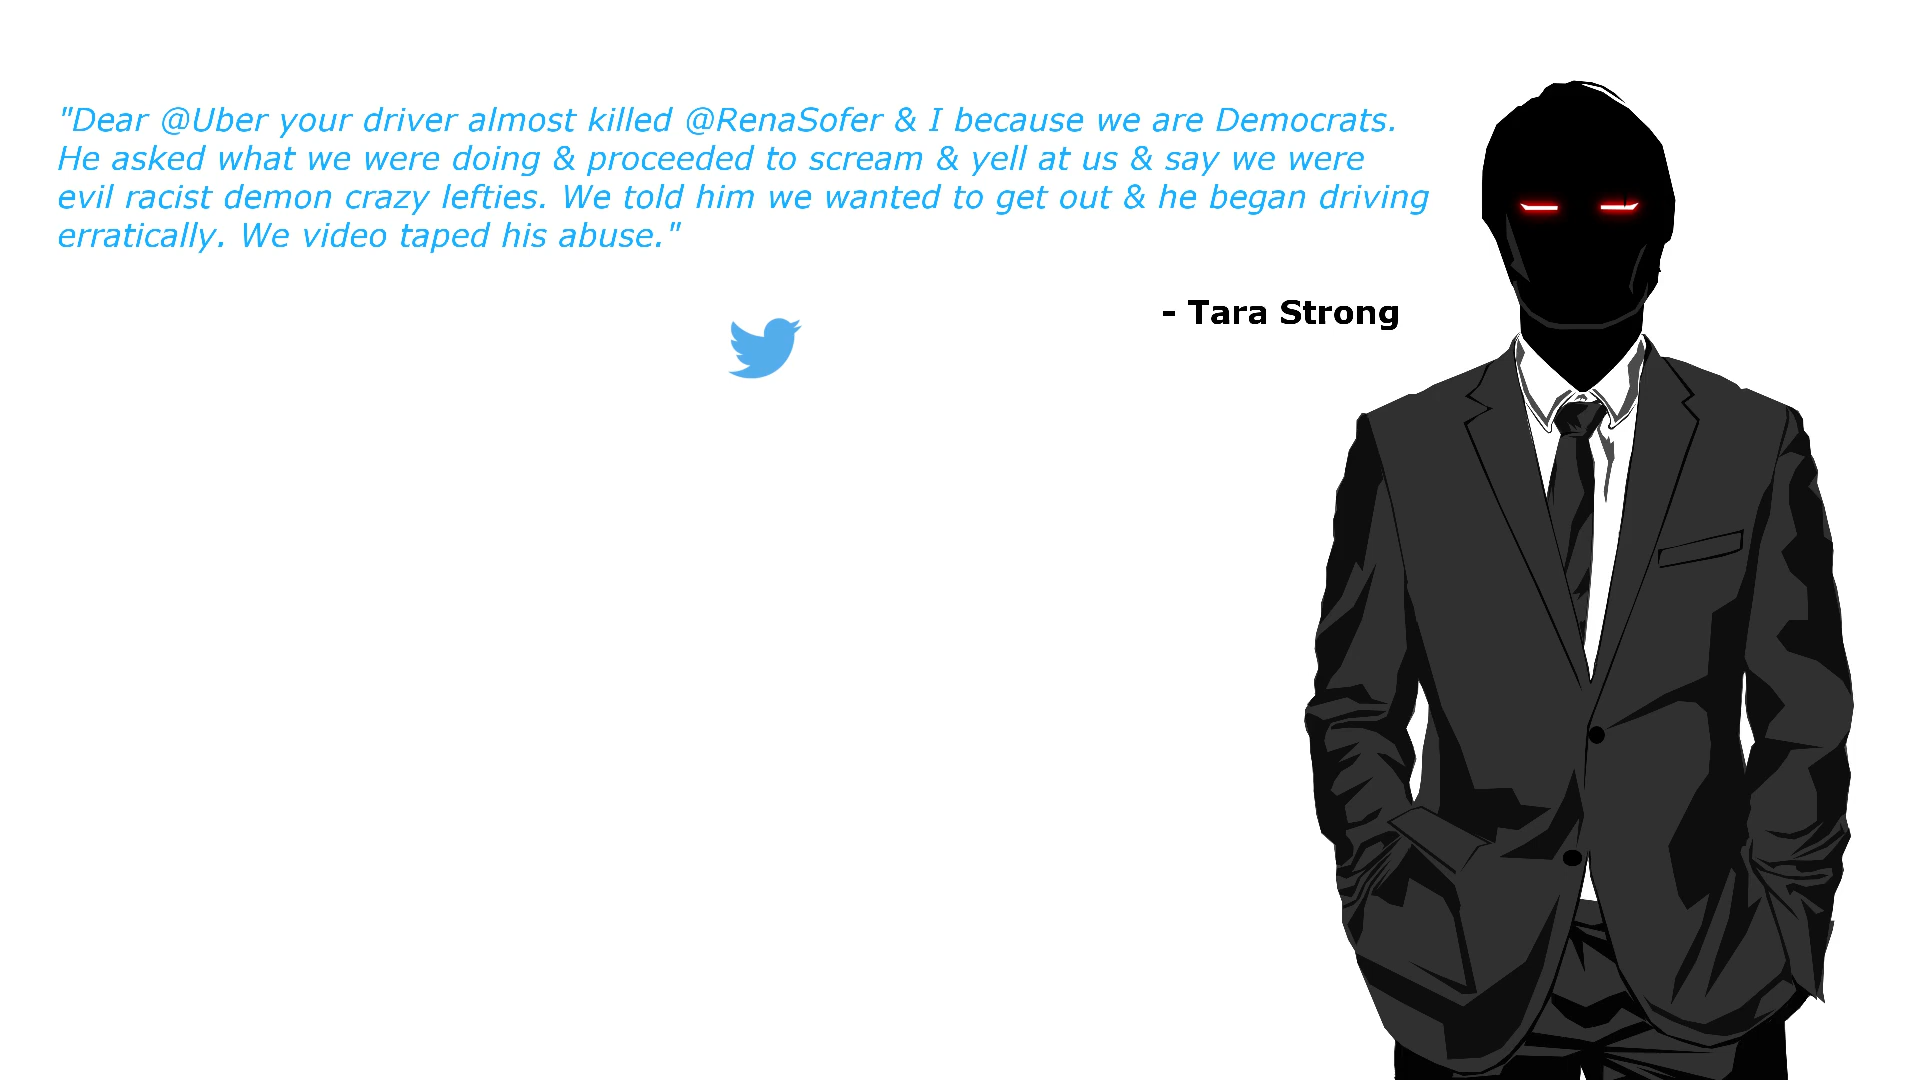 "Dear @Uber your driver almost killed @RenaSofer & I because we are Democrats.
He asked what we were doing & proceeded to scream & yell at us & say we were
evil racist demon crazy lefties. We told him we wanted to get out & he began driving
erratically. We video taped his abuse."
- Tara Strong